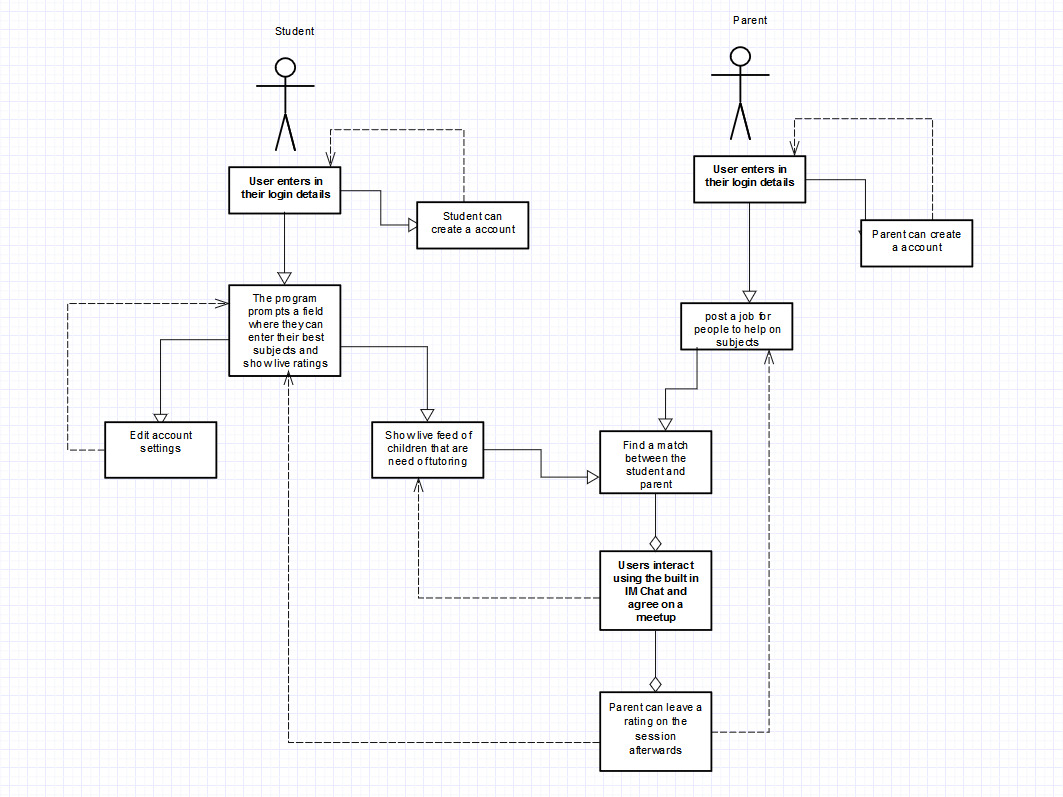 Student
Parent
User enters in
their login details
Student can
create a account
User enters in
their login details
Parent can create
a account
The program
prompts a field
where they can
enter their best
subjects and
show live ratings
post a job for
people to help on
subjects
Edit account
settings
Show live feed of
children that are
need of tutoring
Find a match
between the
student and
parent
Users interact
using the built in
IM Chat and
agree on a
meetup
Parent can leave a
rating on the
session
afterwards